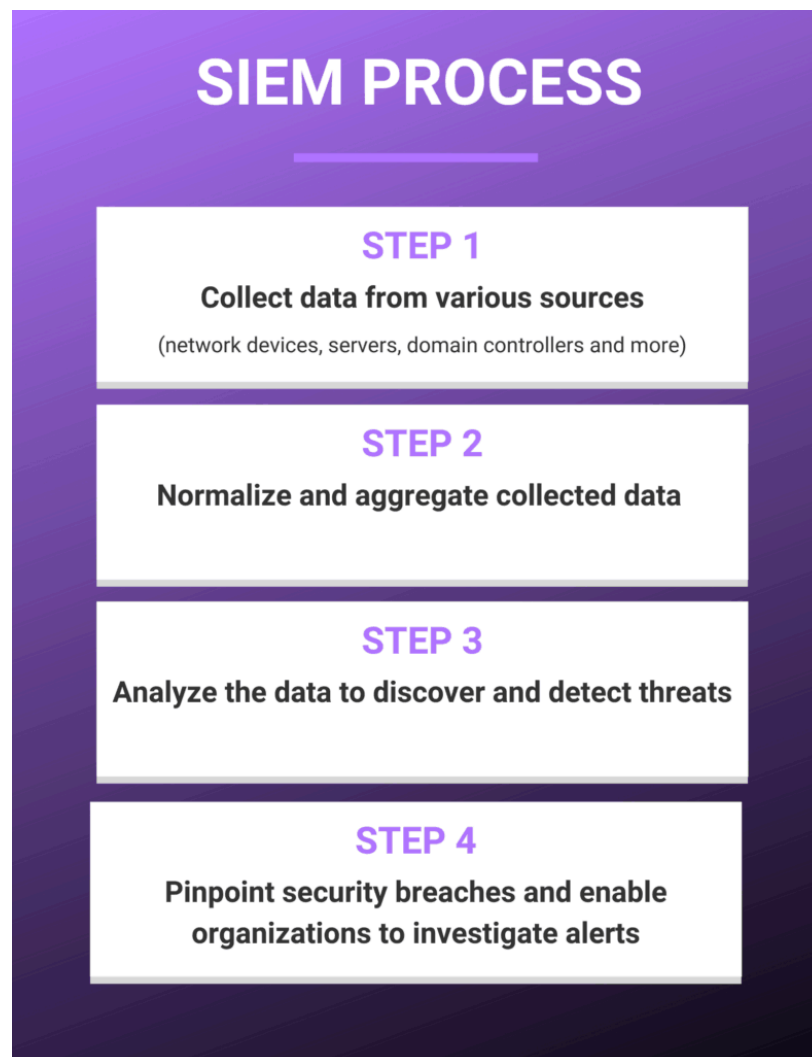 SIEM PROCESS
STEP 1
Collect data from various sources
(network devices, servers, domain controllers and more)
STEP 2
Normalize and aggregate collected data
STEP 3
Analyze the data to discover and detect threats
STEP 4
Pinpoint security breaches and enable
organizations to investigate alerts